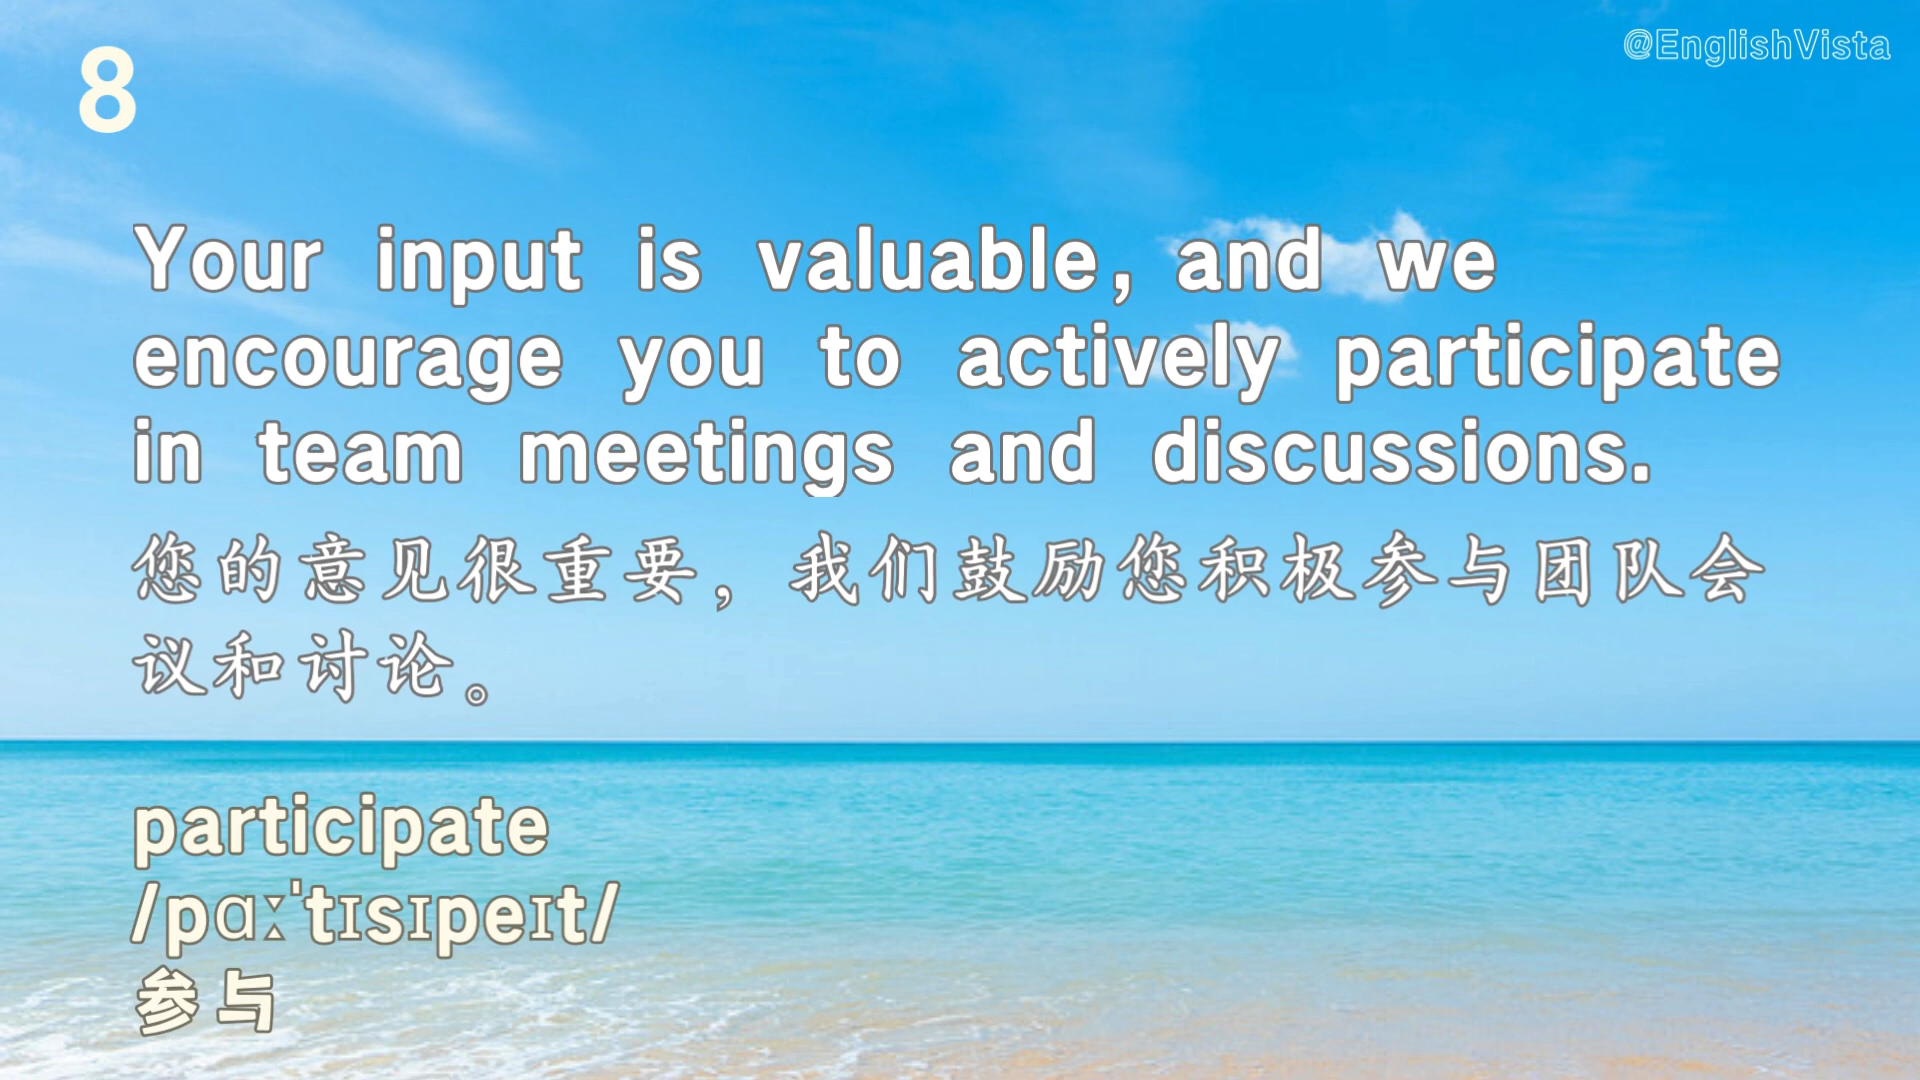 8
@EnglishVista
Your input is valuable, and we
encourage you to actively participate
in team meetings and discussions.
您的意见很重要，我们鼓励您积极参与团队会
议和讨论。
participate
/pɑːˈtɪsɪpeɪt/
参与